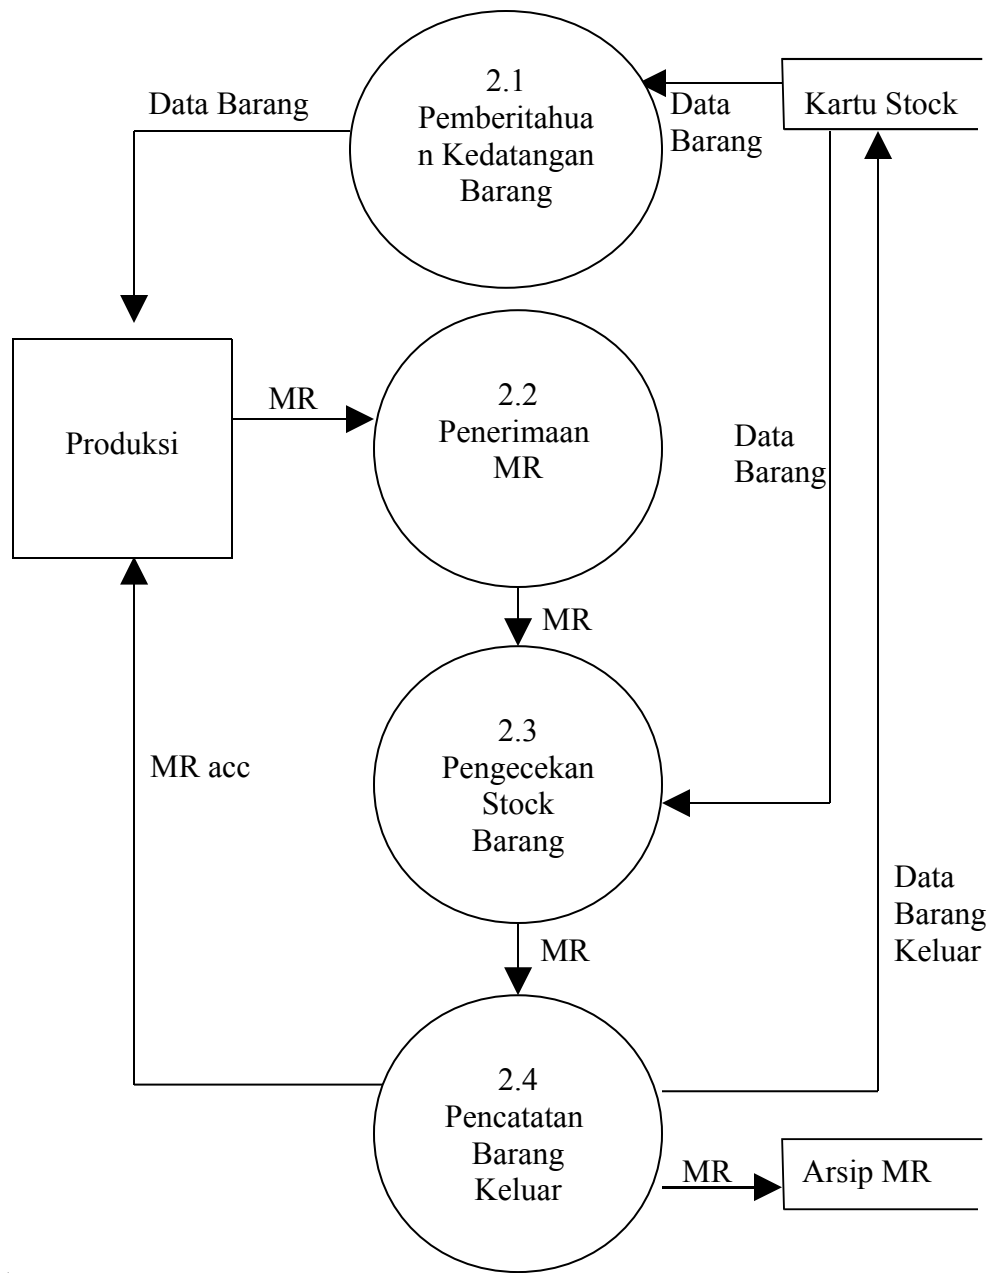 2.1
Pemberitahua
n Kedatangan
Barang
Data Barang
Data
Barang
Kartu Stock
Produksi
MR
2.2
Penerimaan
MR
Data
Barang
MR
2.3
Pengecekan
Stock
Barang
MR acc
Data
Barang
Keluar
MR
2.4
Pencatatan
Barang
Keluar
MR
Arsip MR